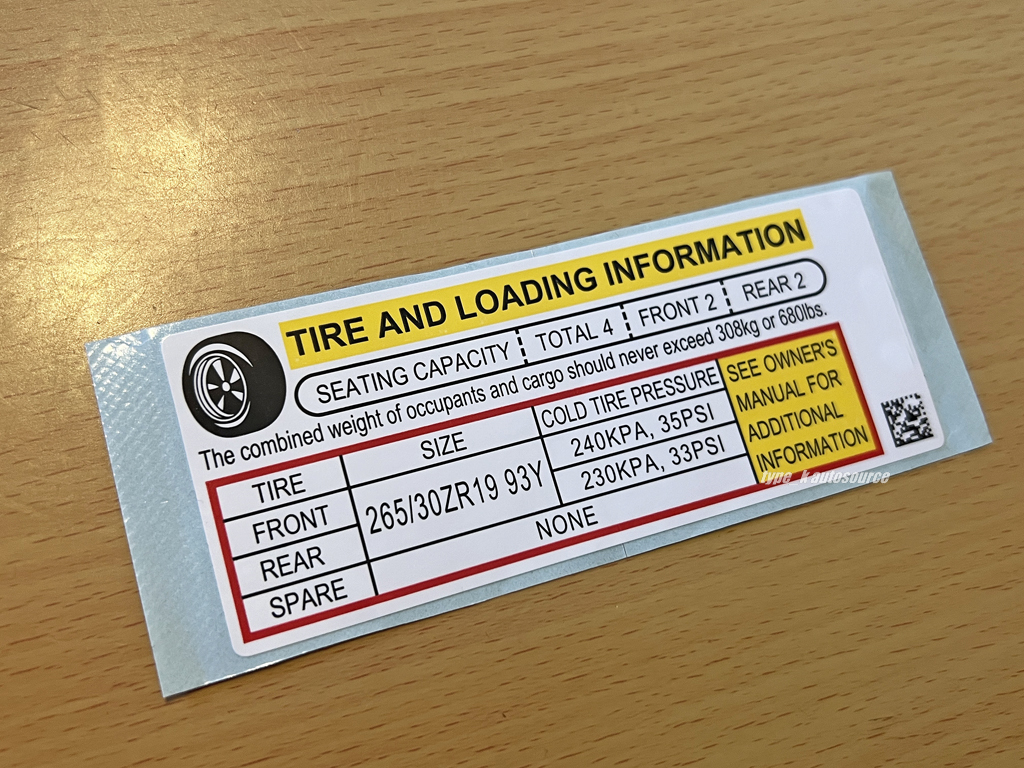 TIRE AND LOADING INFORMATION
SEATING CAPACITY TOTAL 4 FRONT 2 REAR 2
The combined weight of occupants and cargo should never exceed 308kg or 680lbs.
TIRE SIZE COLD TIRE PRESSURE
FRONT 265/30ZR19 93Y 240KPA, 35PSI
REAR 230KPA, 33PSI
SPARE NONE
SEE OWNER'S
MANUAL FOR
ADDITIONAL
INFORMATION
type_kautosource